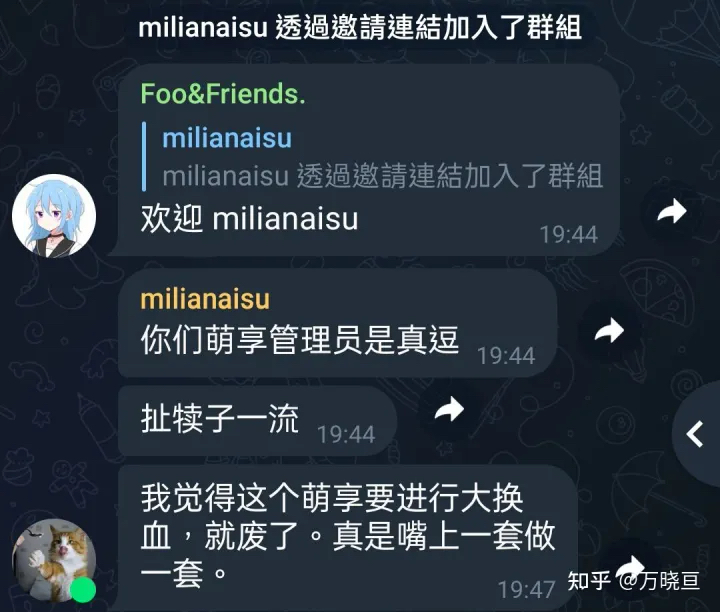 milianaisu 透過邀請連結加入了群組
Foo&Friends.
milianaisu
milianaisu 透過邀請連結加入了群組
欢迎 milianaisu
19:44
milianaisu
你们萌享管理员是真逗
19:44
扯犊子一流
19:44
我觉得这个萌享要进行大换
血，就废了。真是嘴上一套做
一套。
19:47
知乎 @万晓亘